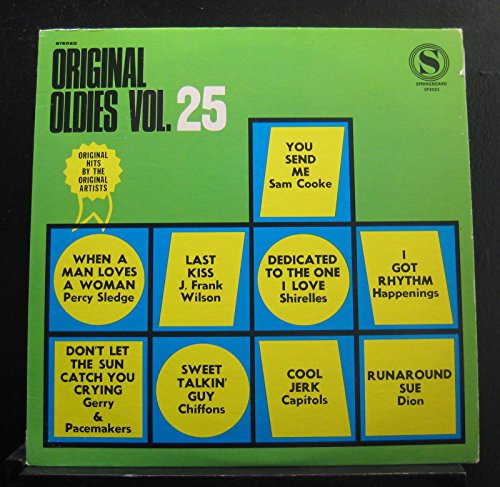 STEREO
ORIGINAL
OLDIES VOL. 25
S
SPRINGBOARD
ORIGINAL
HITS
BY THE
ORIGINAL
ARTISTS
YOU
SEND
ME
Sam Cooke
WHEN A
MAN LOVES
A WOMAN
Percy Sledge
LAST
KISS
J. Frank
Wilson
DEDICATED
TO THE ONE
I LOVE
Shirelles
I
GOT
RHYTHM
Happenings
DON'T LET
THE SUN
CATCH YOU
CRYING
Gerry
&
Pacemakers
SWEET
TALKIN'
GUY
Chiffons
COOL
JERK
Capitols
RUNAROUND
SUE
Dion